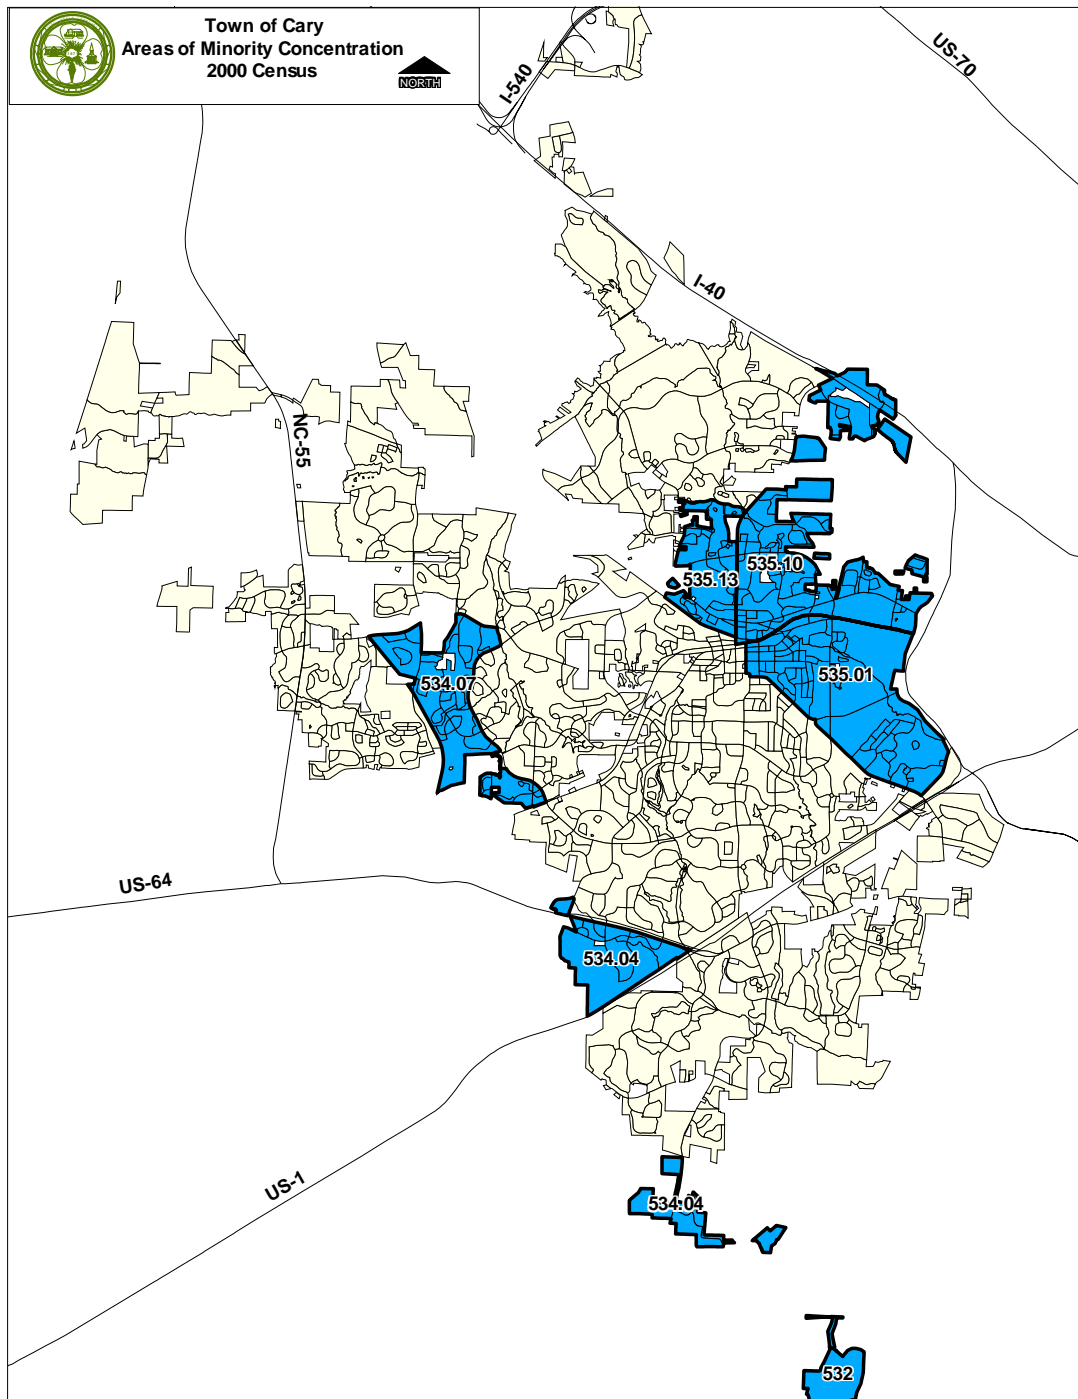 Town of Cary
Areas of Minority Concentration
2000 Census
NORTH
I-540
US-70
I-40
NC-55
535.10
535.13
535.01
534.07
US-64
534.04
US-1
534.04
532